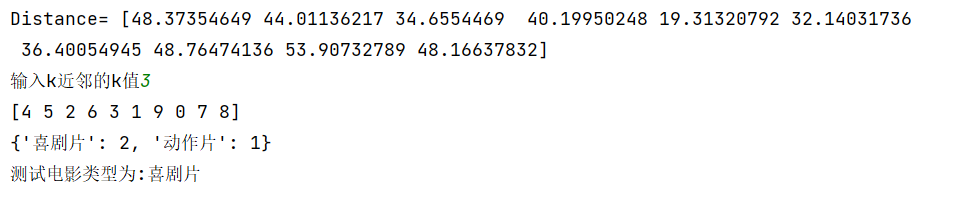 Distance= [48.37354649 44.01136217 34.6554469  40.19950248 19.31320792 32.14031736
 36.40054945 48.76474136 53.90732789 48.16637832]
输入k近邻的k值3
[4 5 2 6 3 1 9 0 7 8]
{'喜剧片': 2, '动作片': 1}
测试电影类型为:喜剧片